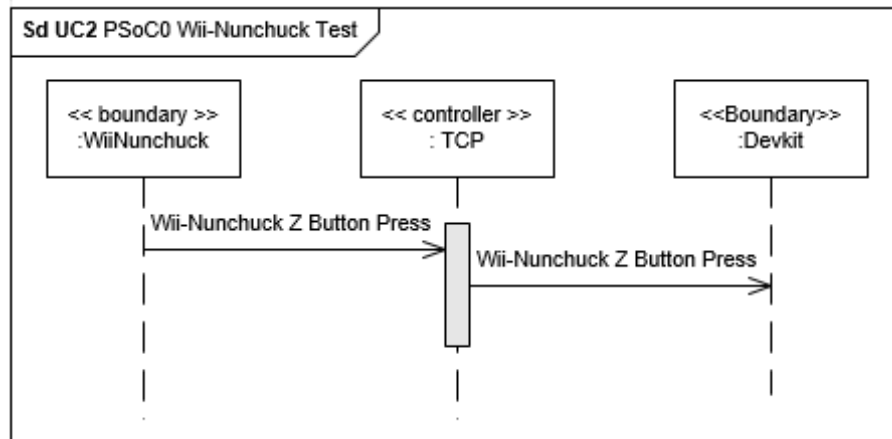 Sd UC2 PSoC0 Wii-Nunchuck Test
<< boundary >>
:WiiNunchuck
<< controller >>
: TCP
<<Boundary>>
:Devkit
Wii-Nunchuck Z Button Press
Wii-Nunchuck Z Button Press